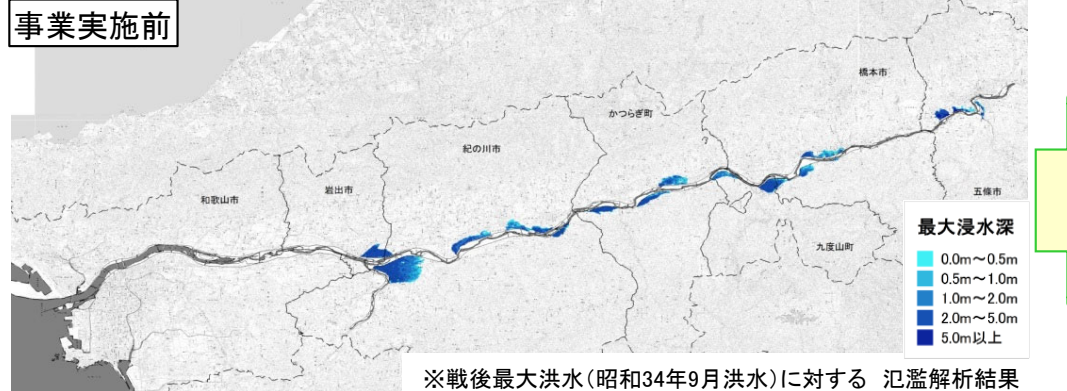 事業実施前
橋本市
かつらぎ町
紀の川市
岩出市
和歌山市
五條市
九度山町
最大浸水深
0.0m～0.5m
0.5m～1.0m
1.0m～2.0m
2.0m～5.0m
5.0m以上
※戦後最大洪水(昭和34年9月洪水)に対する 氾濫解析結果